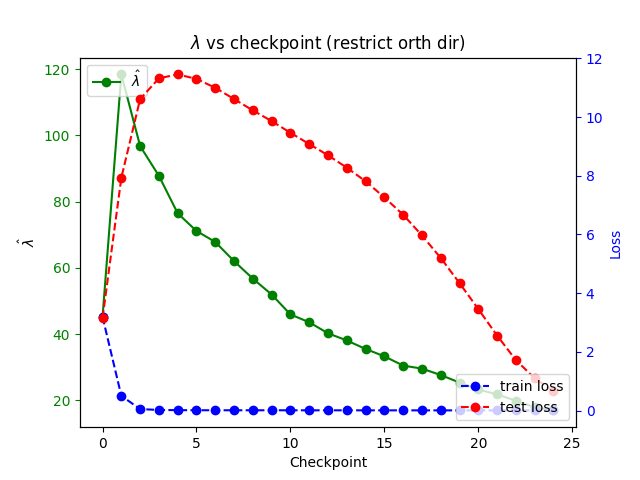 λ vs checkpoint (restrict orth dir)
λ̂
120
100
80
60
40
20
λ̂
12
10
8
6
4
2
0
Loss
train loss
test loss
0
5
10
15
20
25
Checkpoint